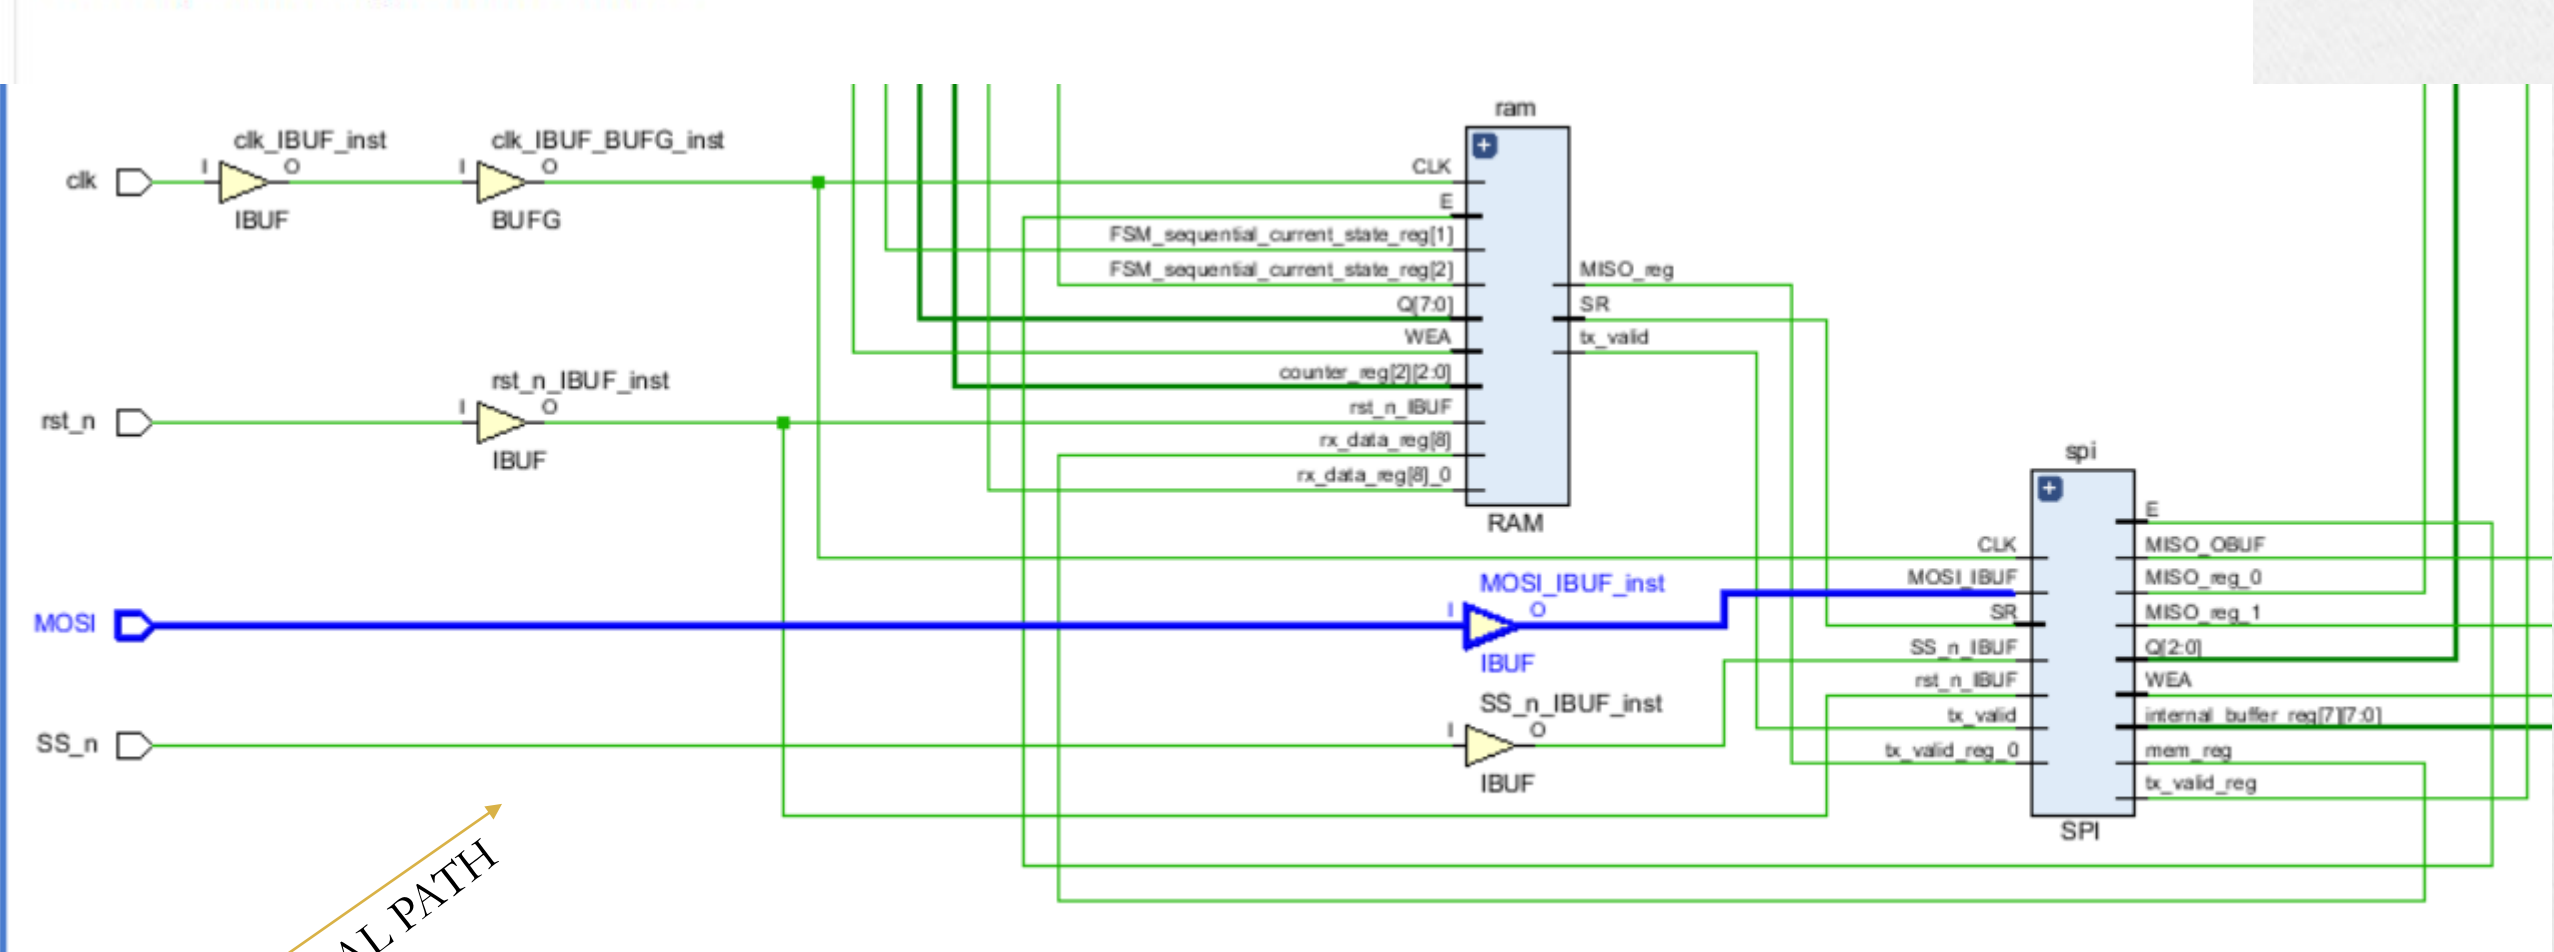 ram
clk_IBUF_inst
clk_IBUF_BUFG_inst
I
O
I
O
clk
IBUF
BUFG
CLK
E
FSM_sequential_current_state_reg[1]
FSM_sequential_current_state_reg[2]
Q[7:0]
WEA
counter_reg[2][2:0]
rst_n_IBUF
rx_data_reg[8]
rx_data_reg[8]_0
MISO_reg
SR
tx_valid
RAM
rst_n_IBUF_inst
I
O
rst_n
IBUF
spi
CLK
MOSI_IBUF
SR
SS_n_IBUF
rst_n_IBUF
tx_valid
tx_valid_reg_0
E
MISO_OBUF
MISO_reg_0
MISO_reg_1
Q[2:0]
WEA
internal_buffer_reg[7][7:0]
mem_reg
tx_valid_reg
SPI
MOSI_IBUF_inst
I
O
MOSI
IBUF
SS_n_IBUF_inst
I
O
SS_n
IBUF
AL PATH